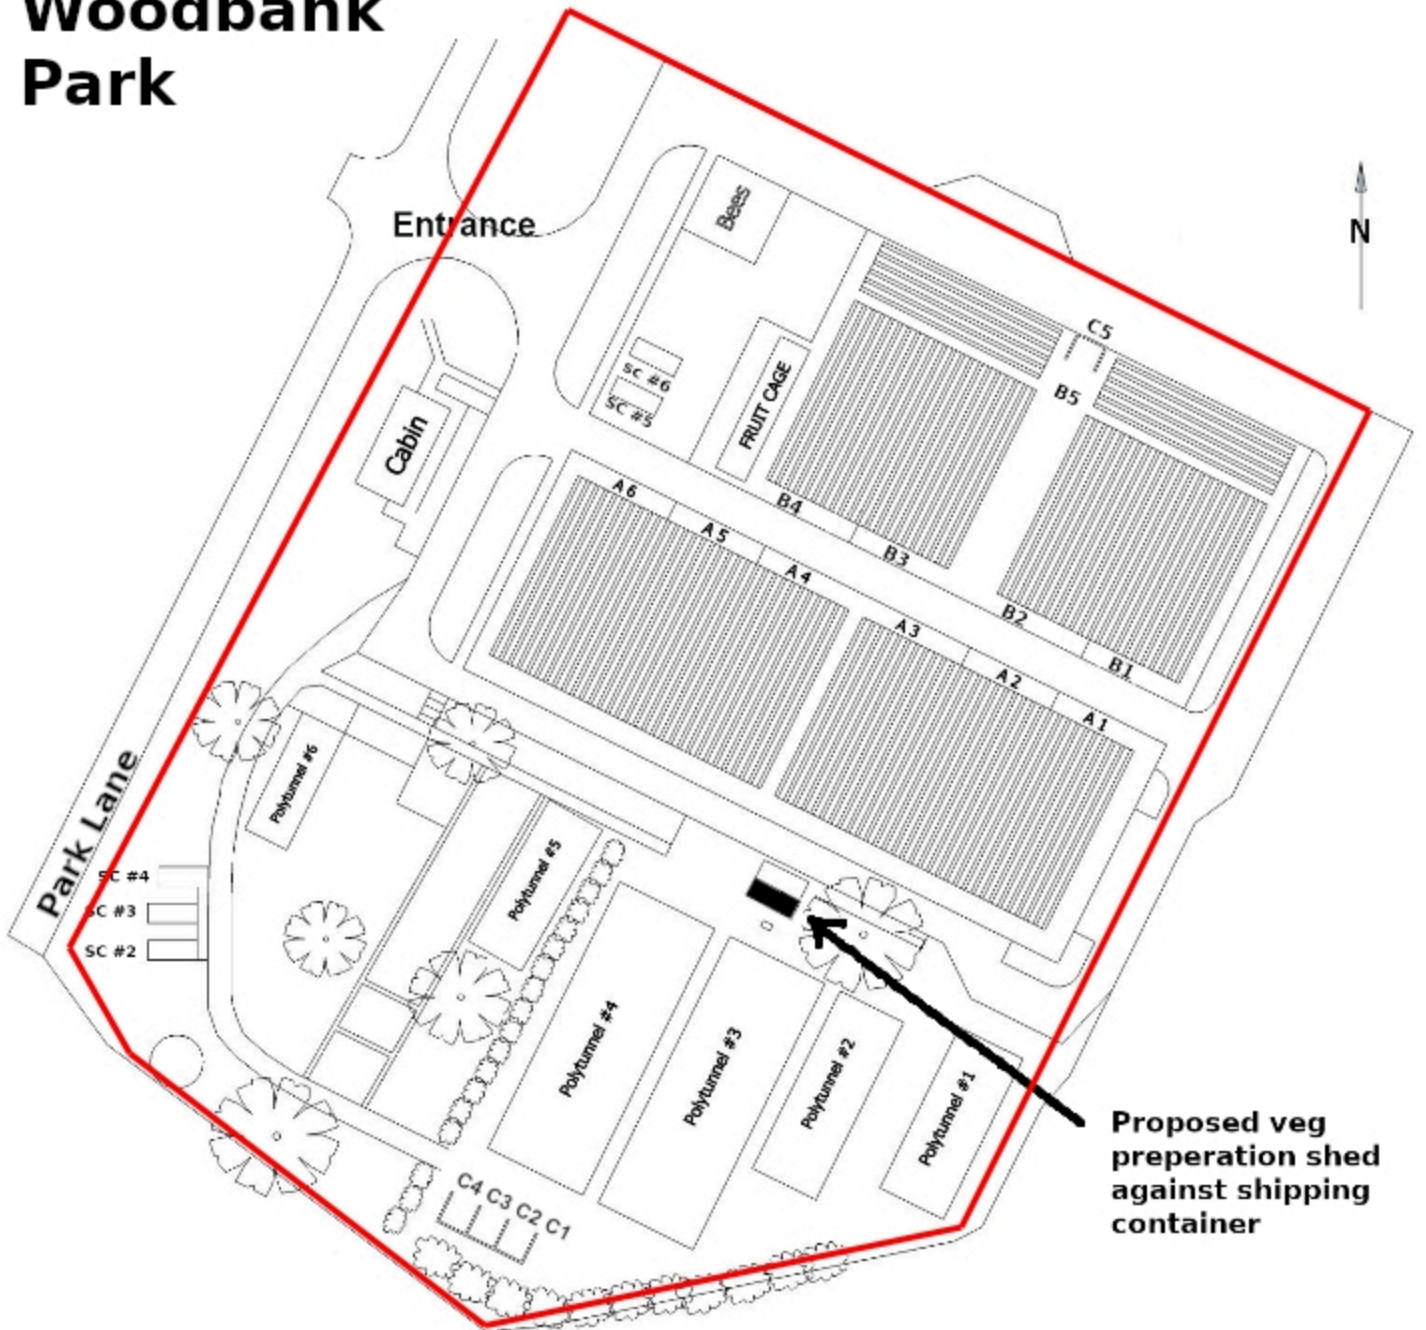 Woodbank
Park
Entrance
N
Bees
C5
SC #6
B5
SC #5
FRUIT CAGE
Cabin
A6
B4
A5
B3
A4
B2
A3
B1
A2
A1
Polytunnel #6
Park Lane
Polytunnel #5
SC #4
SC #3
SC #2
Polytunnel #4
Polytunnel #3
Polytunnel #2
Polytunnel #1
Proposed veg
preperation shed
against shipping
container
C4 C3 C2 C1